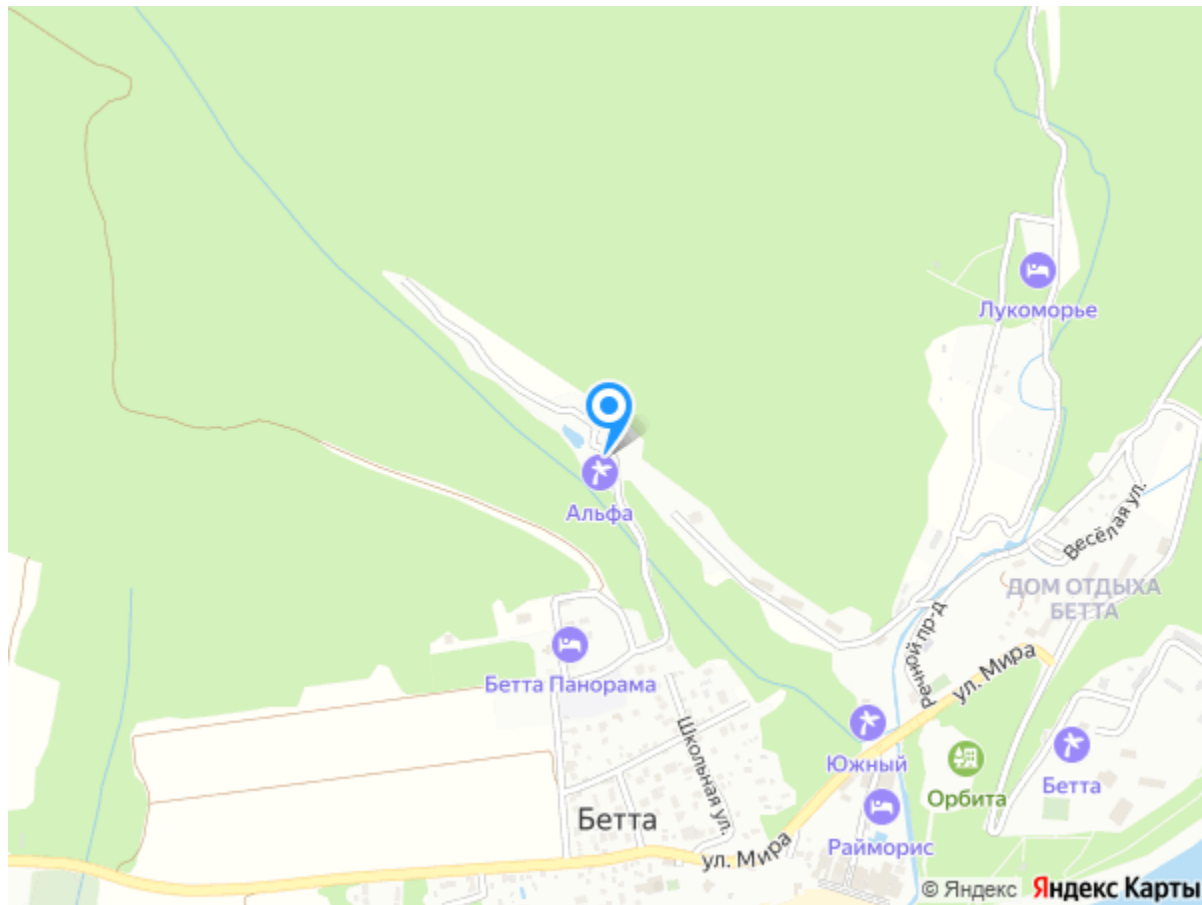 Лукоморье
Альфа
Весёлая ул.
ДОМ ОТДЫХА
БЕТТА
Речной пр-д
ул. Мира
Бетта Панорама
Школьная ул.
Южный
Бетта
Орбита
Бетта
Райморис
ул. Мира
© Яндекс Яндекс Карты